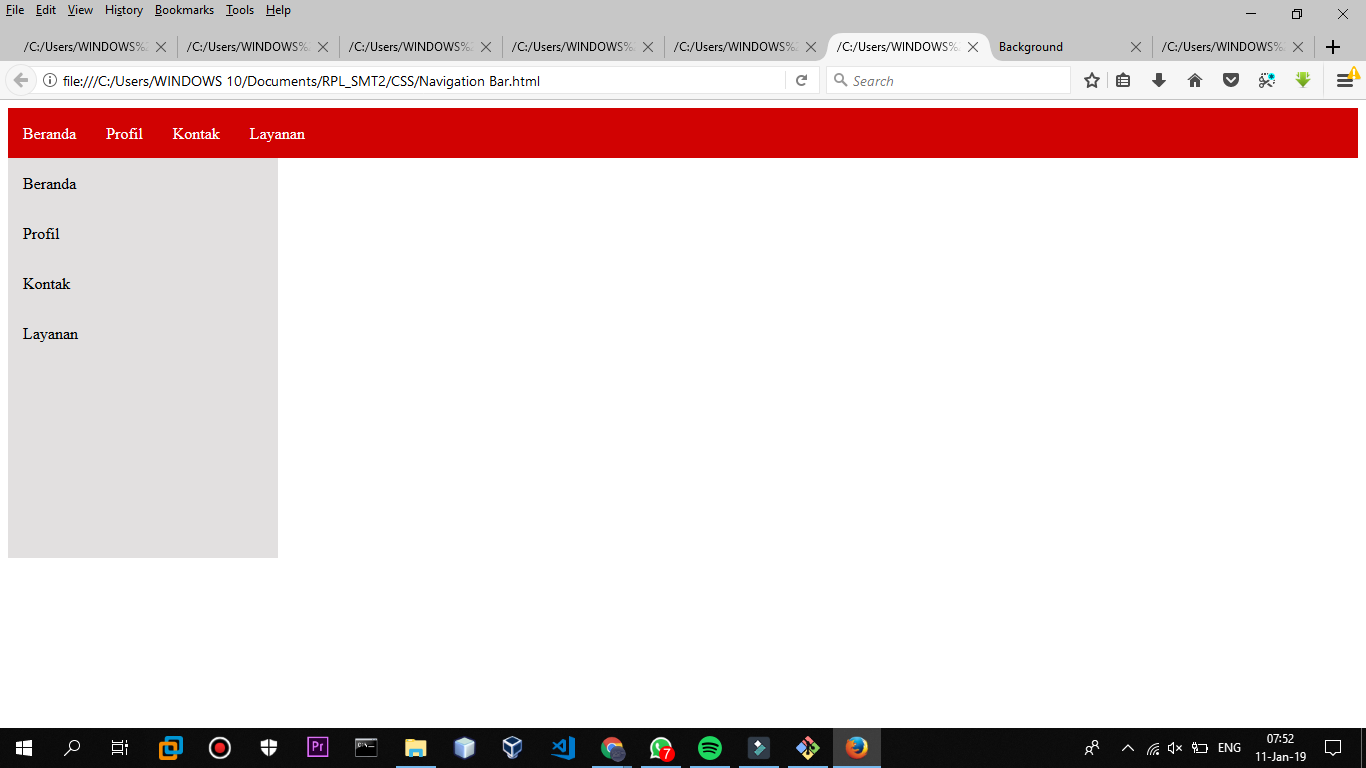 File Edit View History Bookmarks Tools Help
/C:/Users/WINDOWS% /C:/Users/WINDOWS% /C:/Users/WINDOWS% /C:/Users/WINDOWS% /C:/Users/WINDOWS% /C:/Users/WINDOWS% Background /C:/Users/WINDOWS%
file:///C:/Users/WINDOWS 10/Documents/RPL_SMT2/CSS/Navigation Bar.html Search
Beranda Profil Kontak Layanan
Beranda
Profil
Kontak
Layanan
Pr 7 ENG 07:52
11-Jan-19